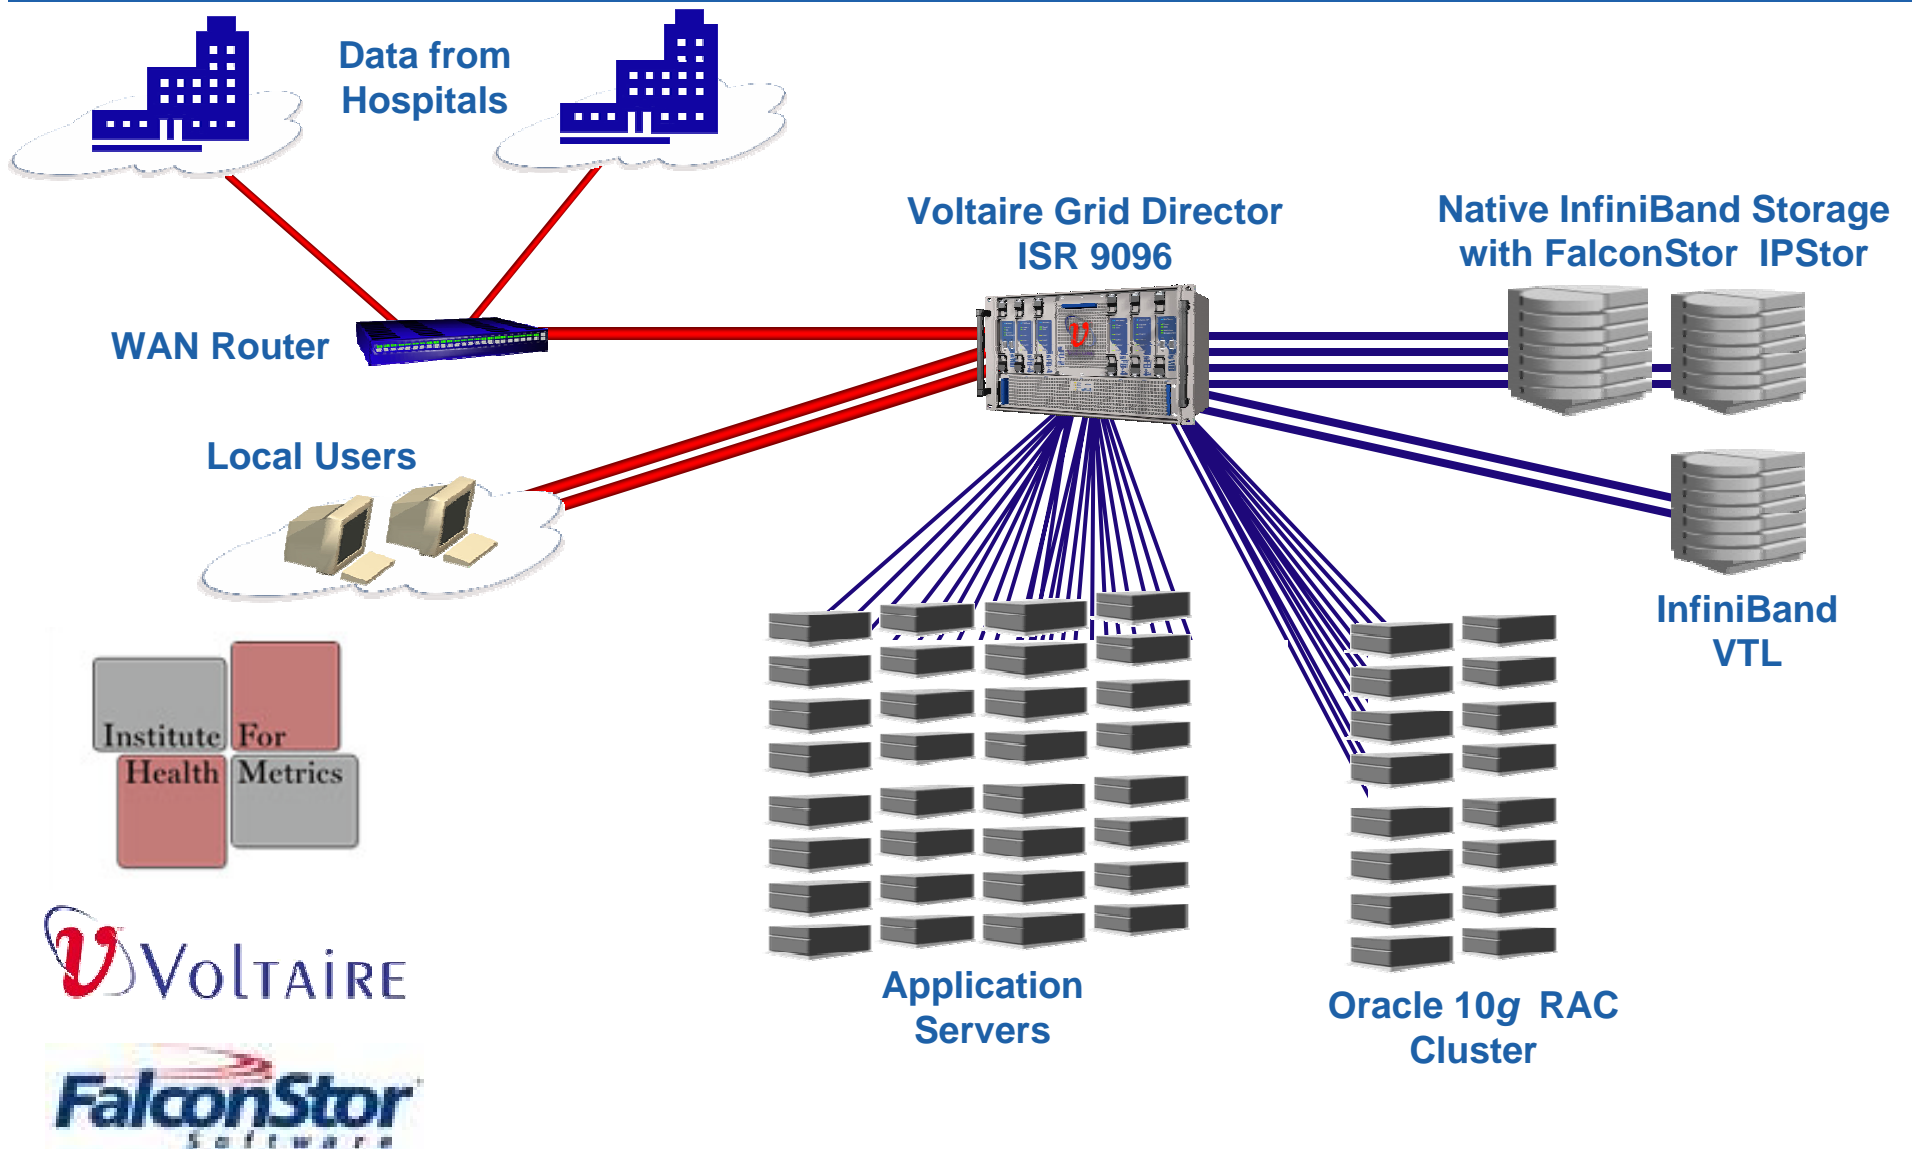 Data from
Hospitals
Voltaire Grid Director
ISR 9096
Native InfiniBand Storage
with FalconStor IPStor
WAN Router
Local Users
InfiniBand
VTL
Institute For
Health Metrics
VOLTAIRE
Application
Servers
Oracle 10g RAC
Cluster
FalconStor
Software